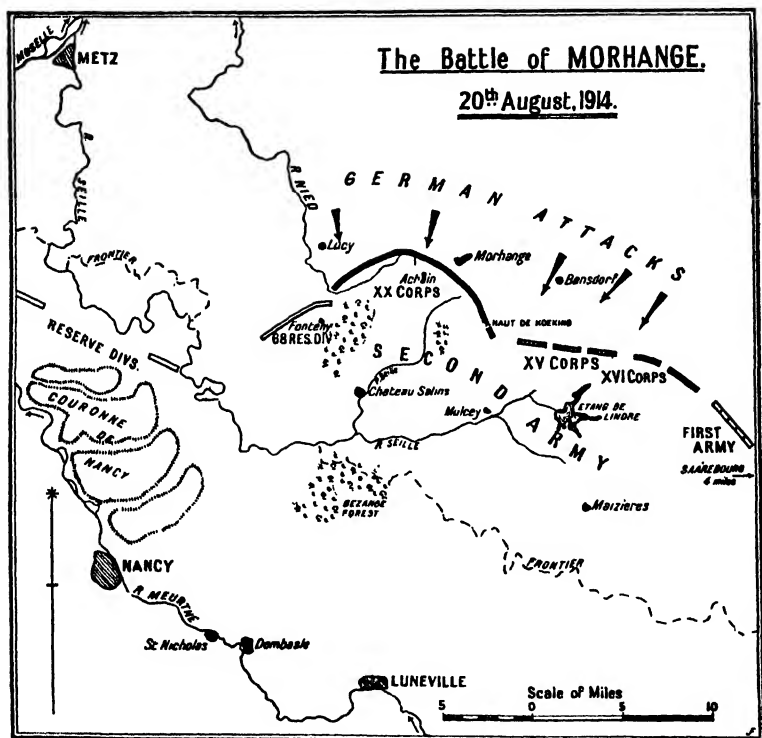 The Battle of MORHANGE.
20th August, 1914.
MOSELLE
METZ
R. SEILLE
FRONTIER
R NIED
GERMAN ATTACKS
Lucy
Morhange
Bensdorf
XX CORPS
HAUT DE KOEKING
Fonteny
68 RES. DIV
RESERVE DIVS.
SECOND ARMY
XV CORPS
XVI CORPS
Chateau Salins
Mulcey
ETANG DE
LINDRE
FIRST
ARMY
SAAREBOURG
4 miles
COURONNE
DE
NANCY
R SEILLE
BEZANGE
FOREST
Maizieres
FRONTIER
NANCY
R MEURTHE
St. Nicholas
Dombasle
LUNEVILLE
Scale of Miles
5 0 5 10